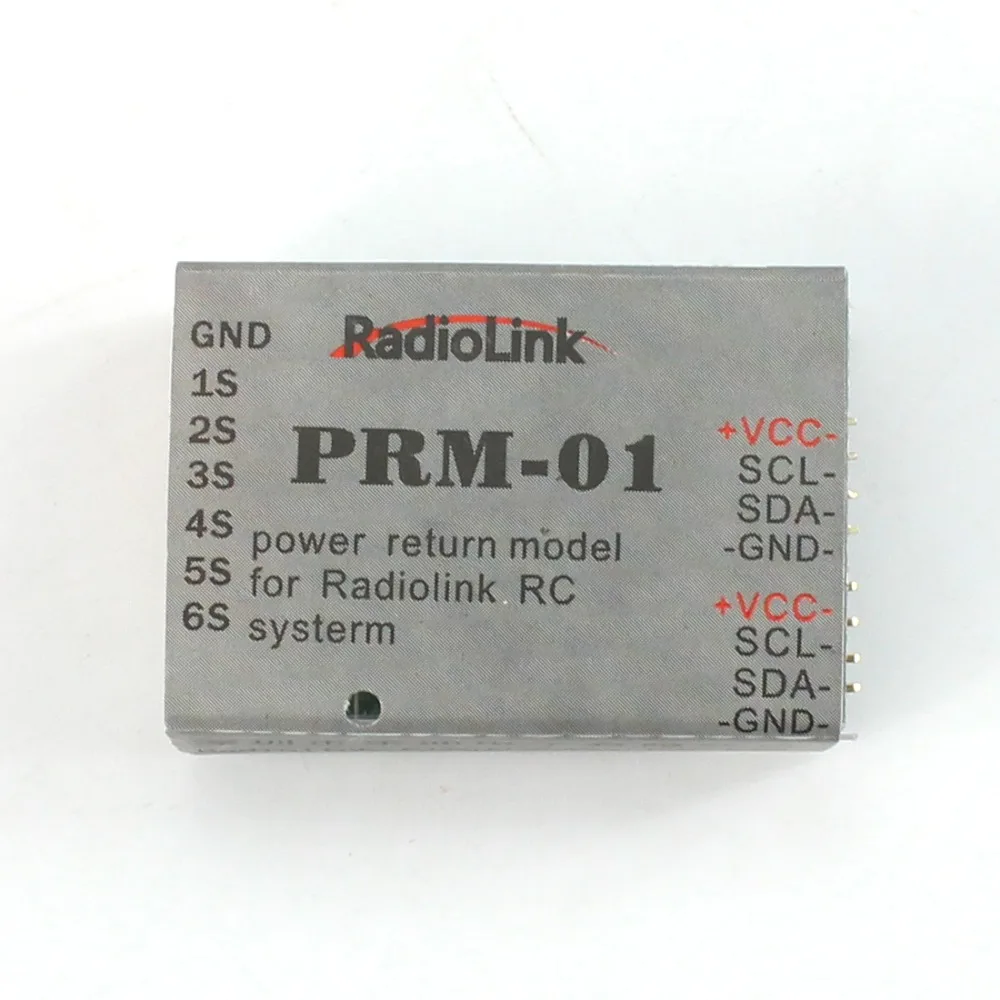 RadioLink
PRM-01
power return model
for Radiolink RC
systerm
GND
1S
2S
3S
4S
5S
6S
+VCC-
SCL-
SDA-
-GND-
+VCC-
SCL-
SDA-
-GND-